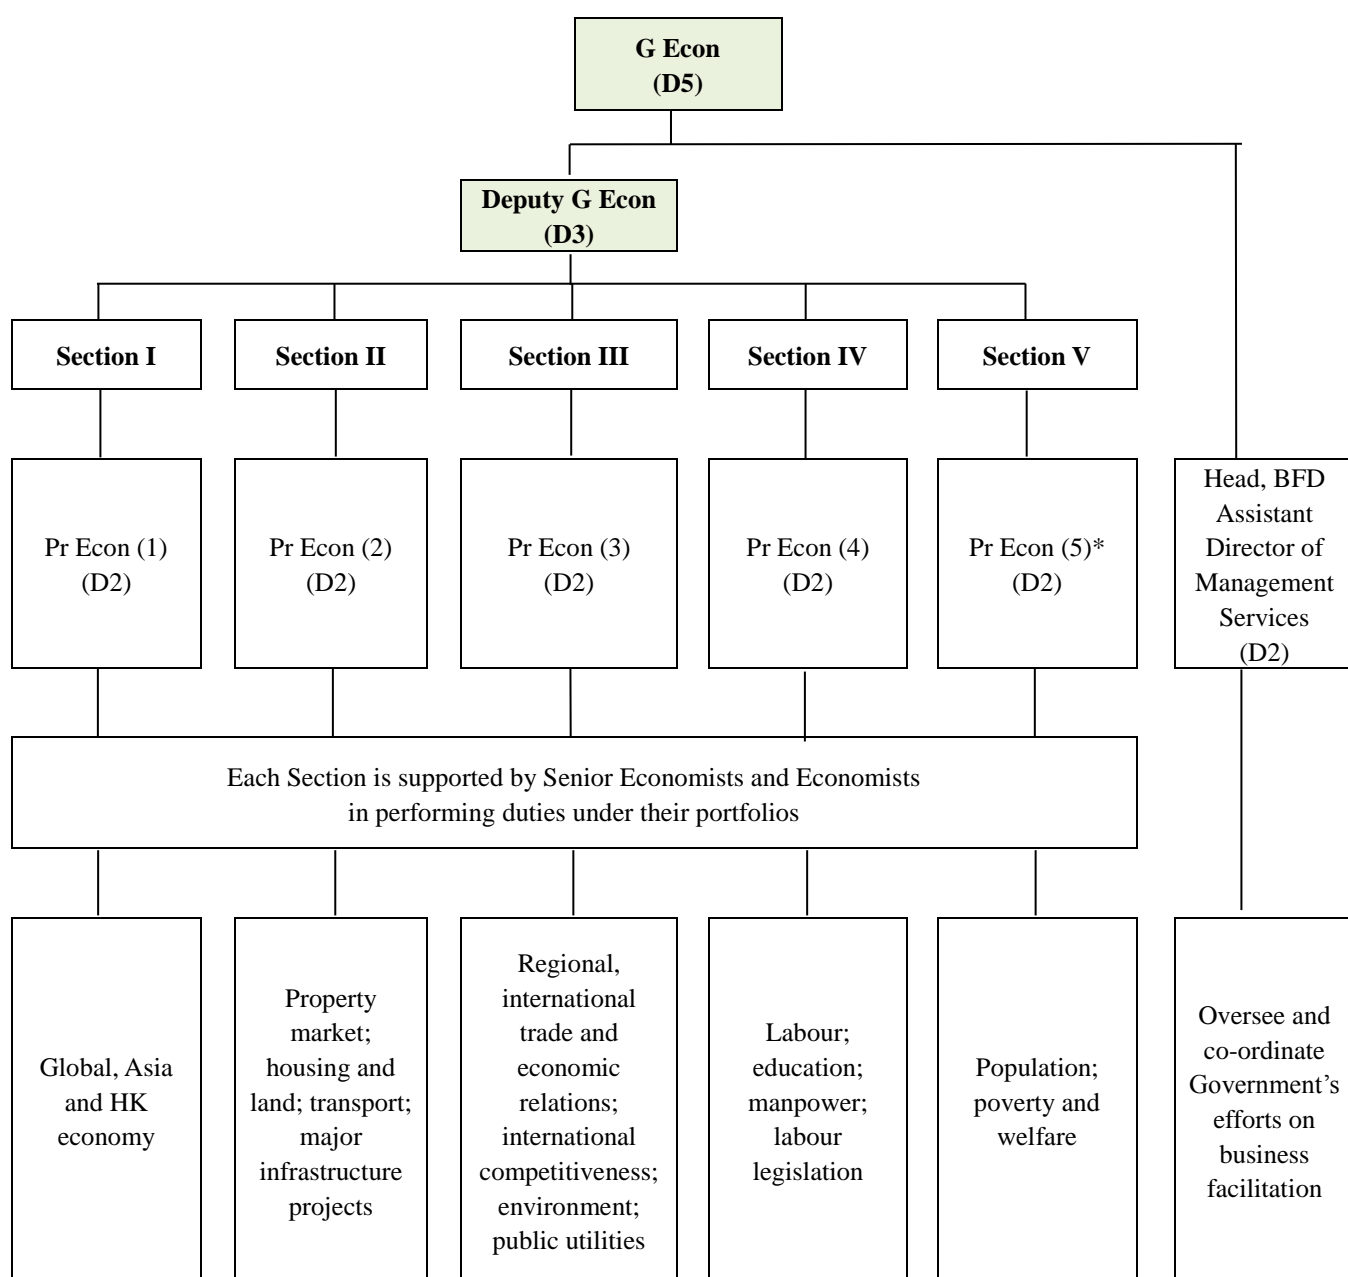 G Econ
(D5)
Deputy G Econ
(D3)
Section I
Section II
Section III
Section IV
Section V
Pr Econ (1)
(D2)
Pr Econ (2)
(D2)
Pr Econ (3)
(D2)
Pr Econ (4)
(D2)
Pr Econ (5)*
(D2)
Head, BFD
Assistant
Director of
Management
Services
(D2)
Each Section is supported by Senior Economists and Economists
in performing duties under their portfolios
Global, Asia
and HK
economy
Property
market;
housing and
land; transport;
major
infrastructure
projects
Regional,
international
trade and
economic
relations;
international
competitiveness;
environment;
public utilities
Labour;
education;
manpower;
labour
legislation
Population;
poverty and
welfare
Oversee and
co-ordinate
Government’s
efforts on
business
facilitation